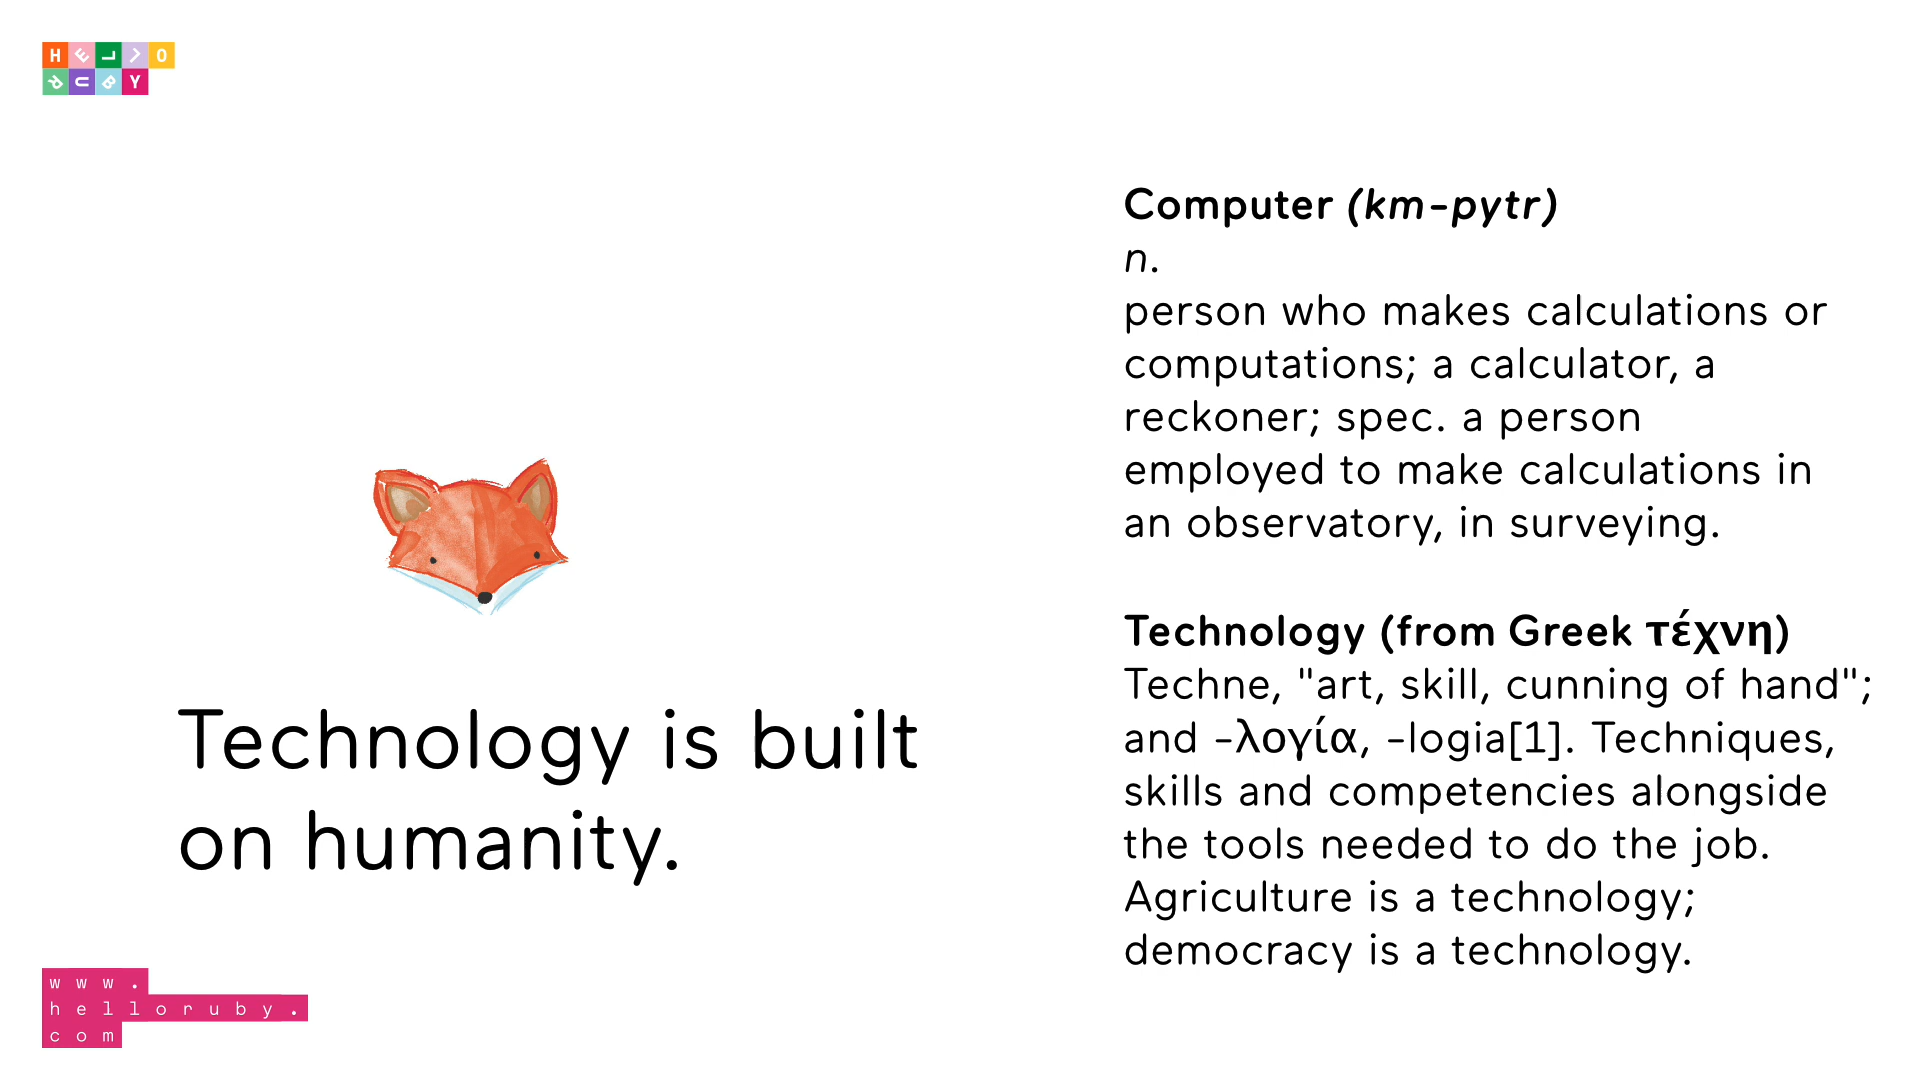 HELLO
RUBY
Computer (km-pytr)
n.
person who makes calculations or
computations; a calculator, a
reckoner; spec. a person
employed to make calculations in
an observatory, in surveying.
Technology (from Greek τέχνη)
Techne, "art, skill, cunning of hand";
and -λογία, -logia[1]. Techniques,
skills and competencies alongside
the tools needed to do the job.
Agriculture is a technology;
democracy is a technology.
Technology is built
on humanity.
www.
helloruby.
com